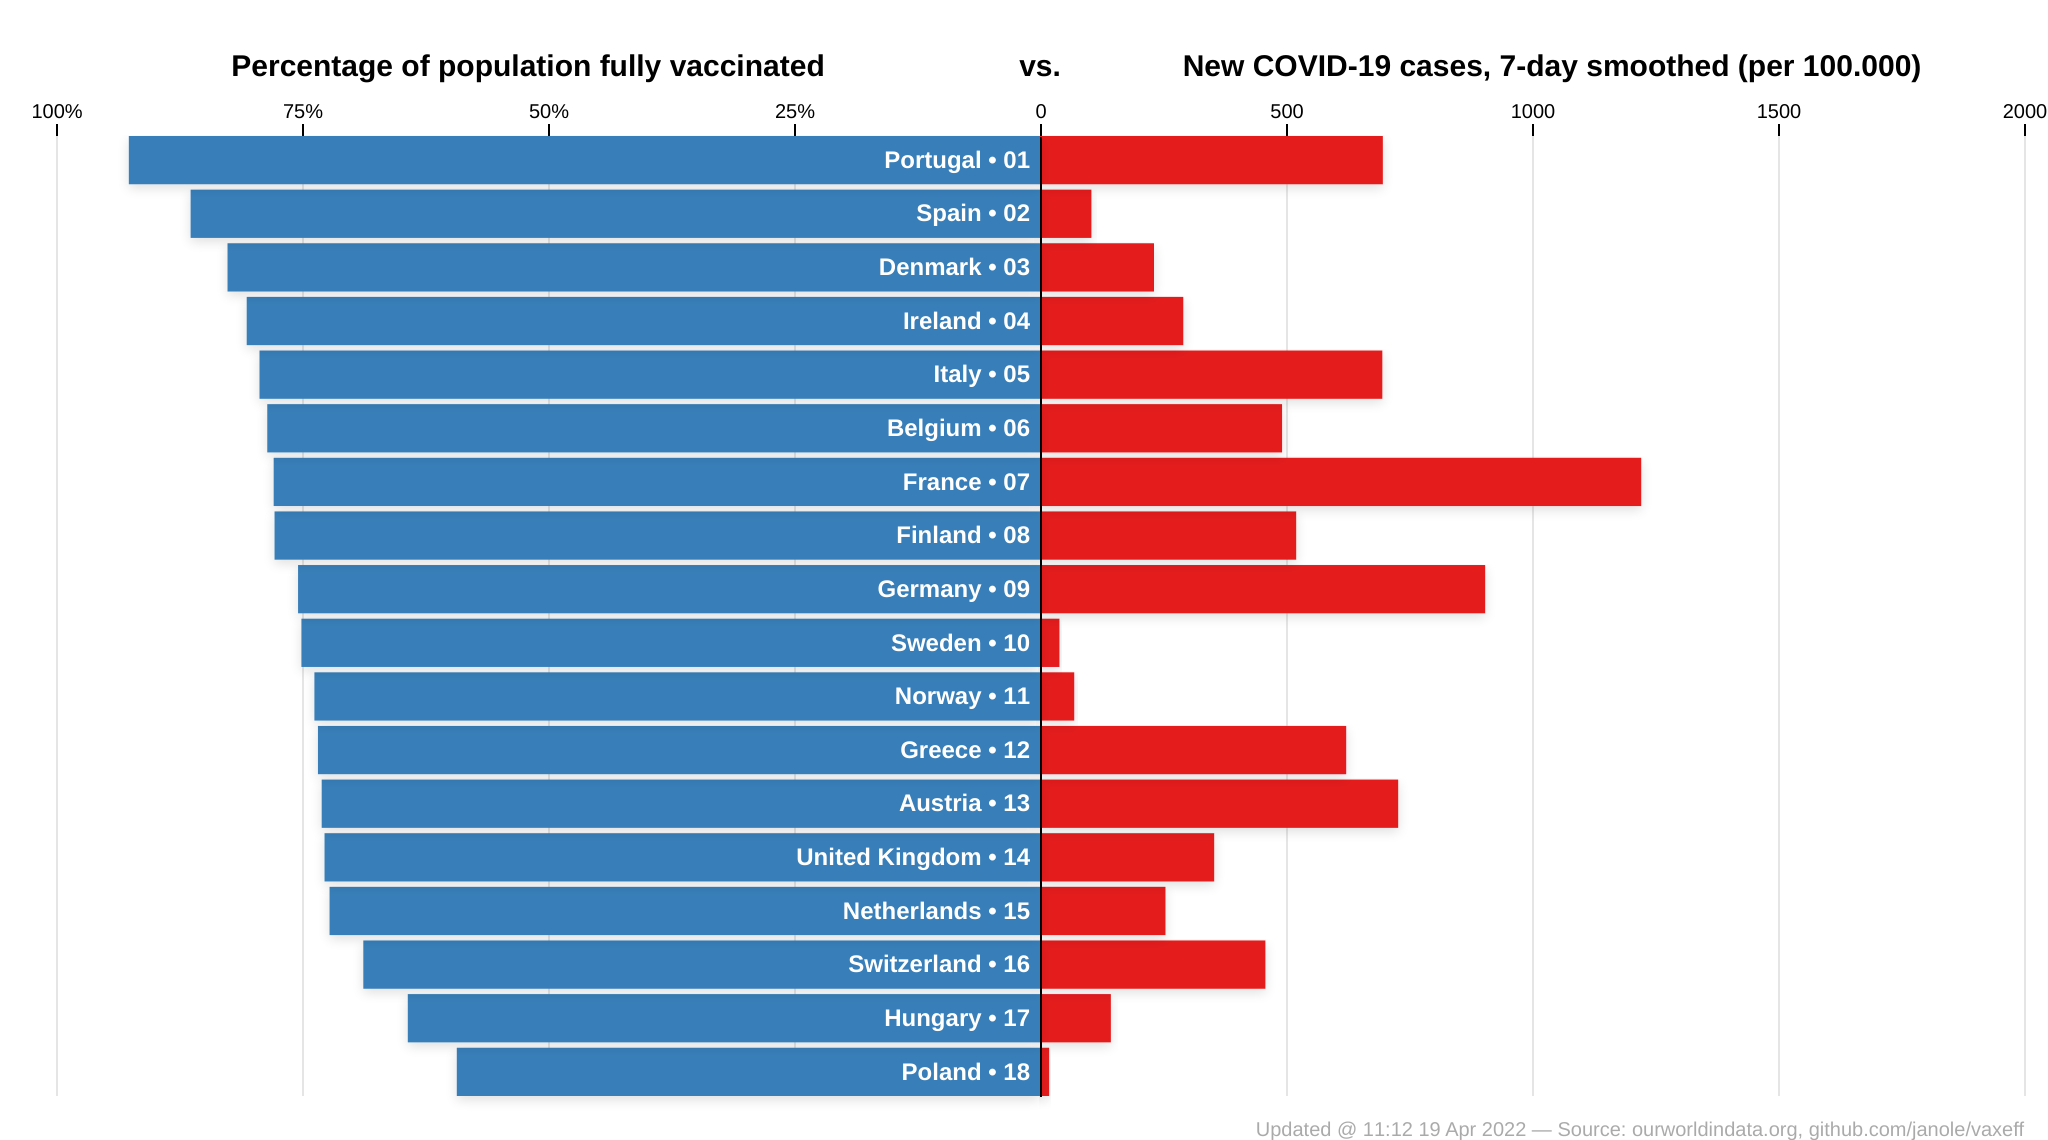 Percentage of population fully vaccinated vs. New COVID-19 cases, 7-day smoothed (per 100.000)
100% 75% 50% 25% 0 500 1000 1500 2000
Portugal • 01
Spain • 02
Denmark • 03
Ireland • 04
Italy • 05
Belgium • 06
France • 07
Finland • 08
Germany • 09
Sweden • 10
Norway • 11
Greece • 12
Austria • 13
United Kingdom • 14
Netherlands • 15
Switzerland • 16
Hungary • 17
Poland • 18
Updated @ 11:12 19 Apr 2022 — Source: ourworldindata.org, github.com/janole/vaxeff